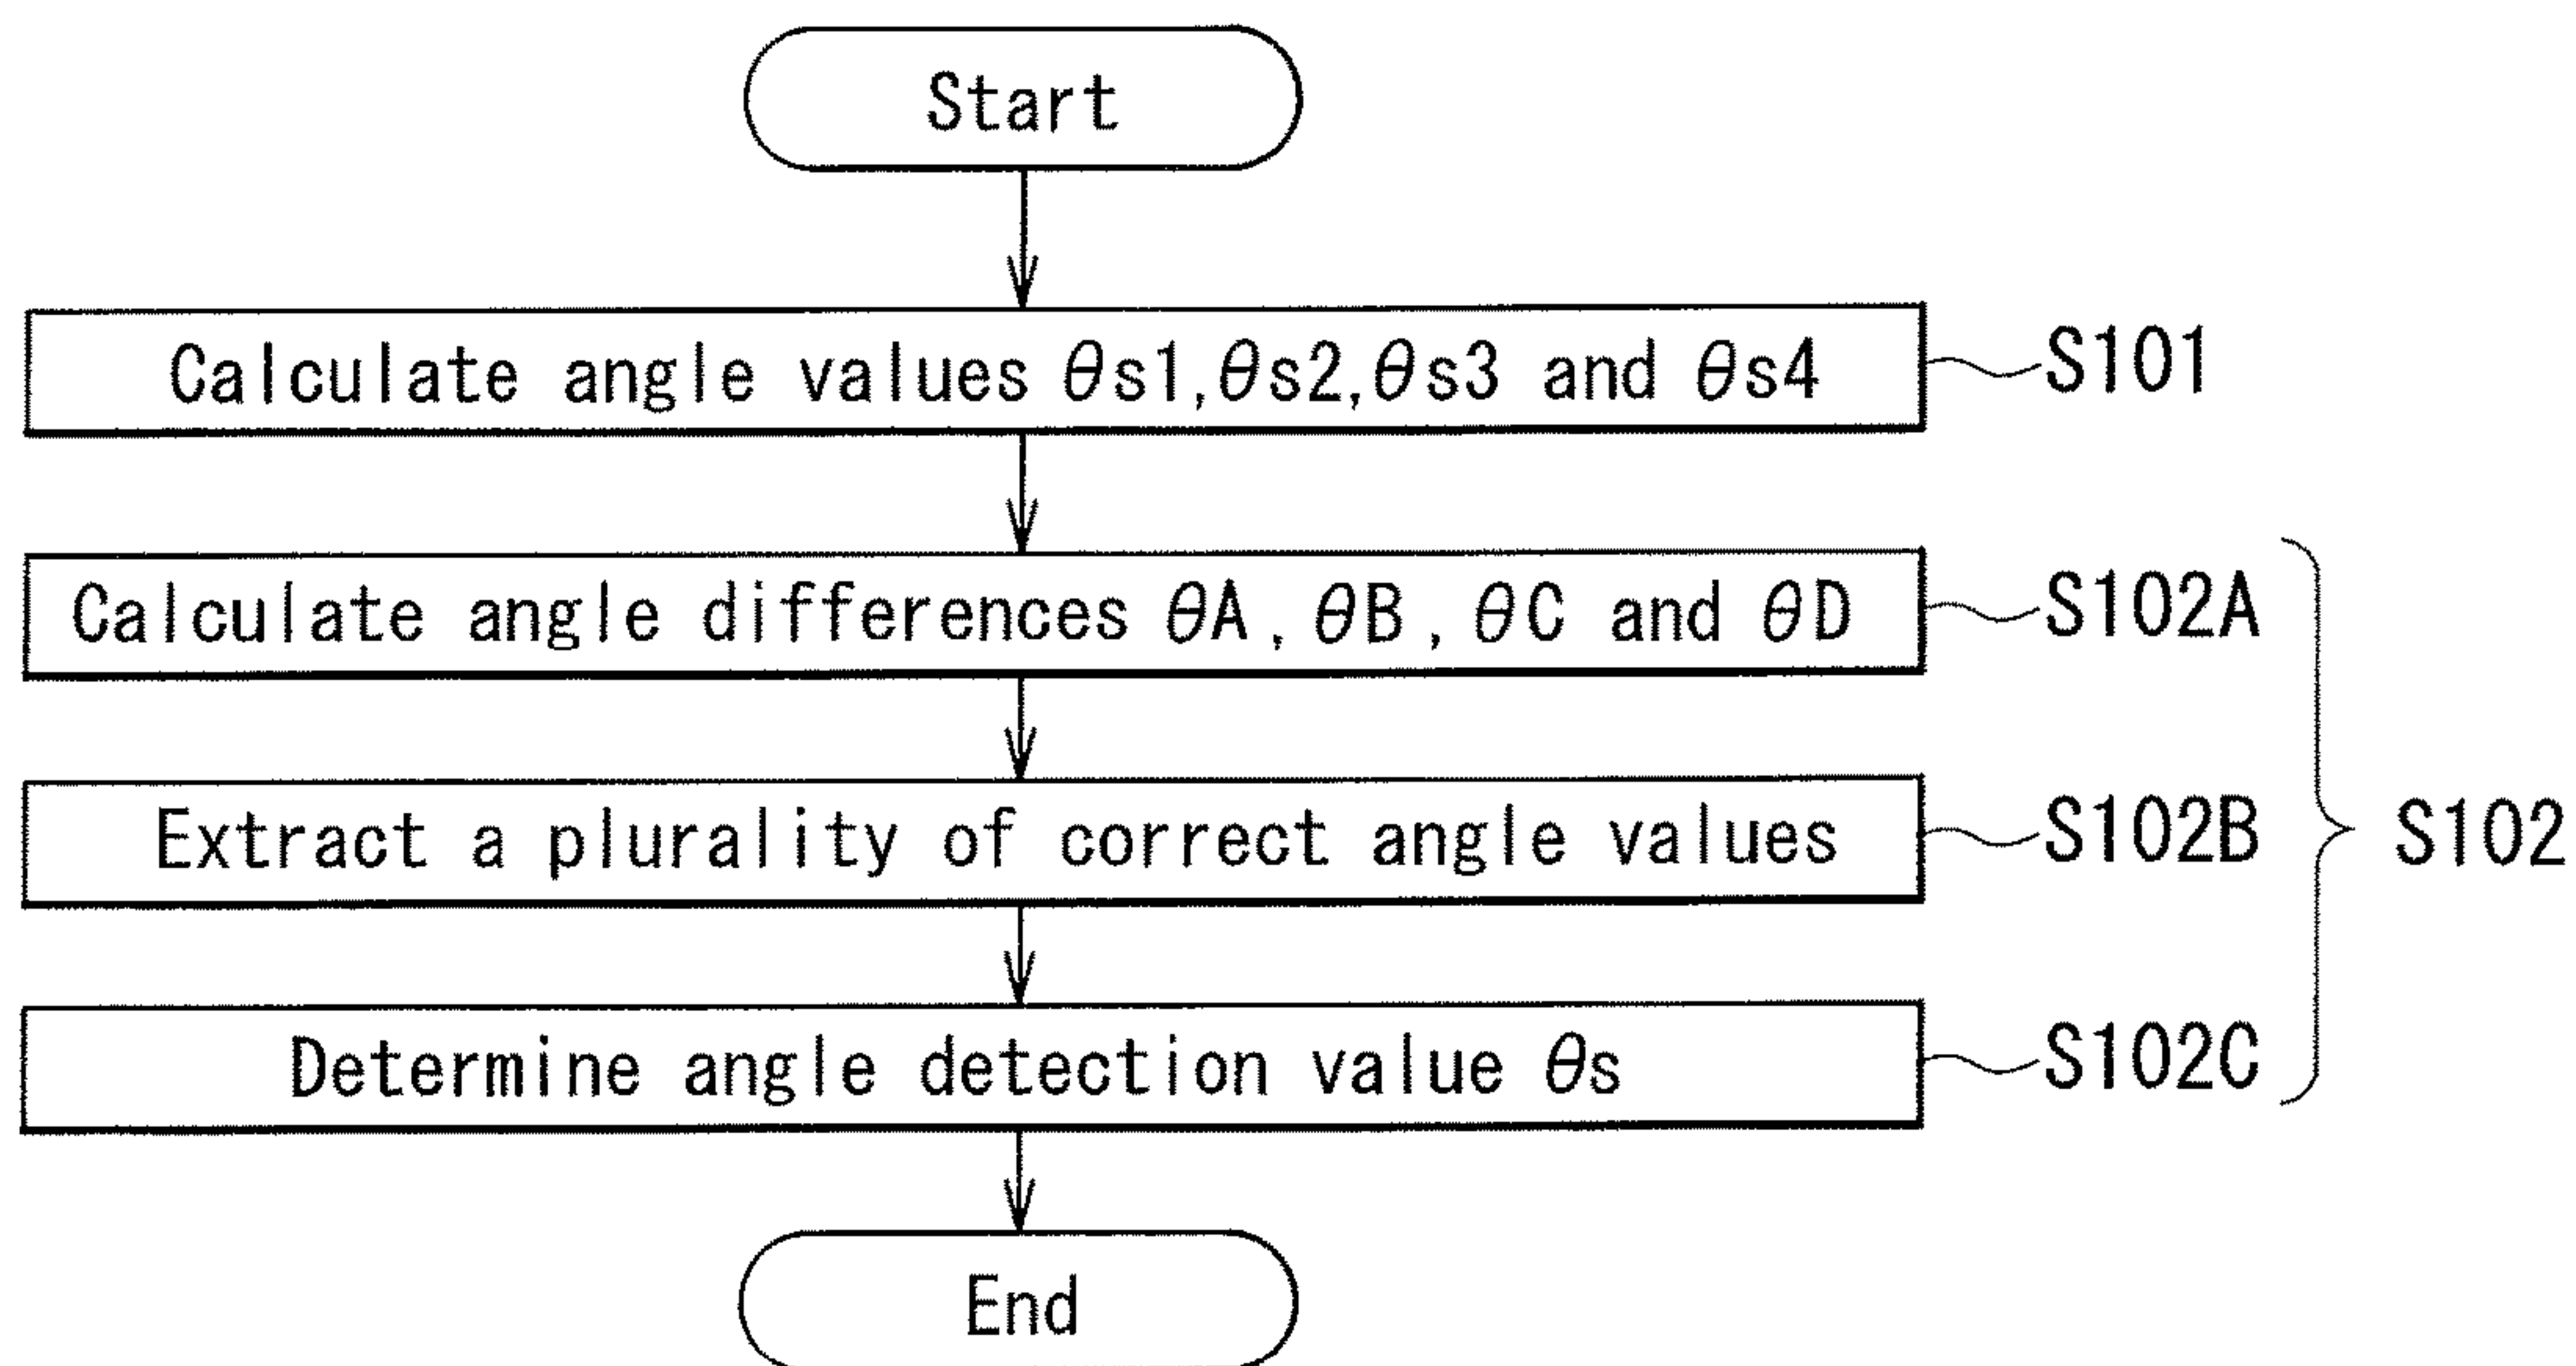 Start
Calculate angle values θs1,θs2,θs3 and θs4 S101
Calculate angle differences θA, θB, θC and θD S102A
Extract a plurality of correct angle values S102B
S102
Determine angle detection value θs S102C
End